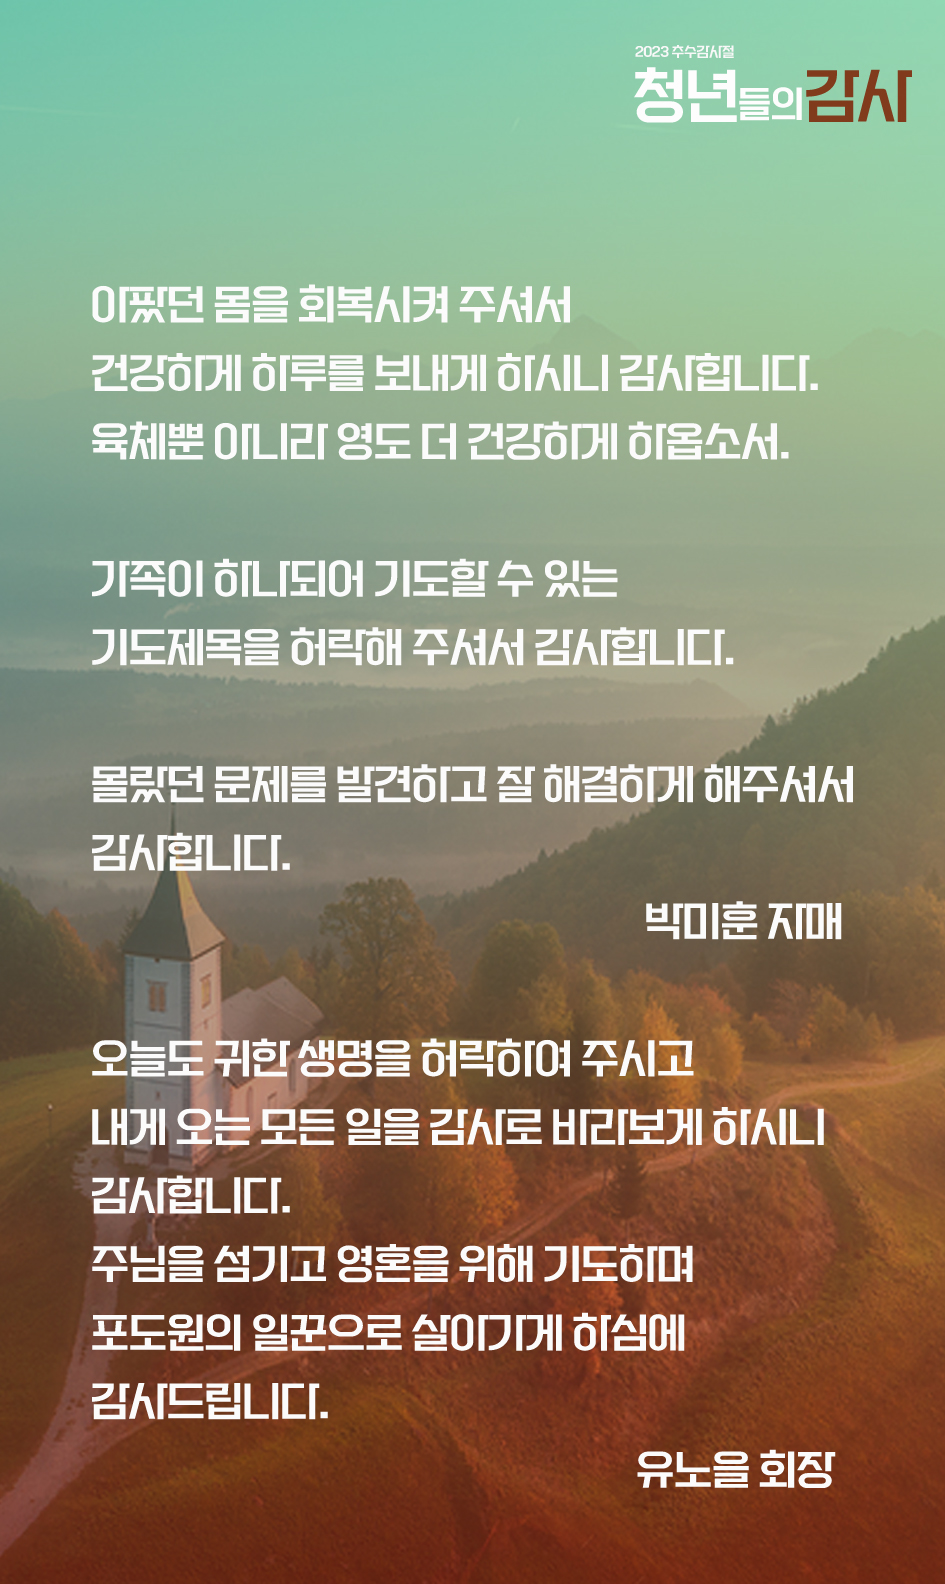 2023 추수감사절
청년들의감사
아팠던 몸을 회복시켜 주셔서
건강하게 하루를 보내게 하시니 감사합니다.
육체뿐 아니라 영도 더 건강하게 하옵소서.
가족이 하나되어 기도할 수 있는
기도제목을 허락해 주셔서 감사합니다.
몰랐던 문제를 발견하고 잘 해결하게 해주셔서
감사합니다.
박미훈 자매
오늘도 귀한 생명을 허락하여 주시고
내게 오는 모든 일을 감사로 바라보게 하시니
감사합니다.
주님을 섬기고 영혼을 위해 기도하며
포도원의 일꾼으로 살아가게 하심에
감사드립니다.
유노을 회장